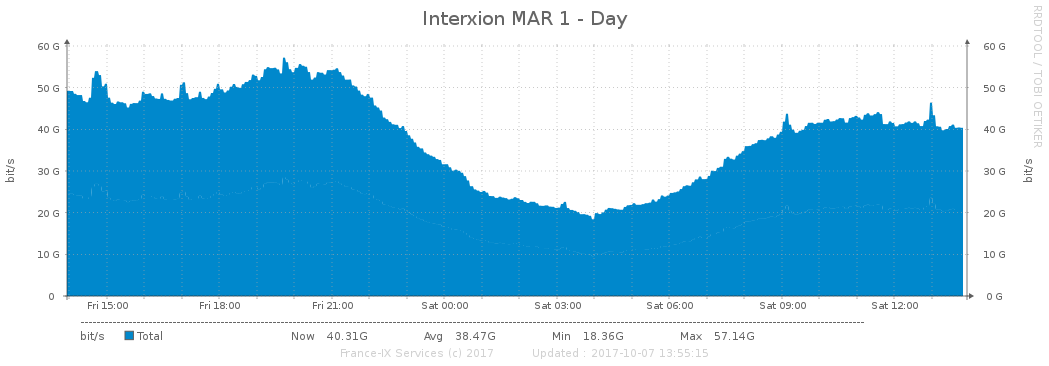 Interxion MAR 1 - Day
RRDTOOL / TOBI OETIKER
60 G 60 G
50 G 50 G
40 G 40 G
30 G 30 G
20 G 20 G
10 G 10 G
0 0 G
bit/s bit/s
Fri 15:00 Fri 18:00 Fri 21:00 Sat 00:00 Sat 03:00 Sat 06:00 Sat 09:00 Sat 12:00
bit/s Total Now 40.31G Avg 38.47G Min 18.36G Max 57.14G
France-IX Services (c) 2017 Updated : 2017-10-07 13:55:15